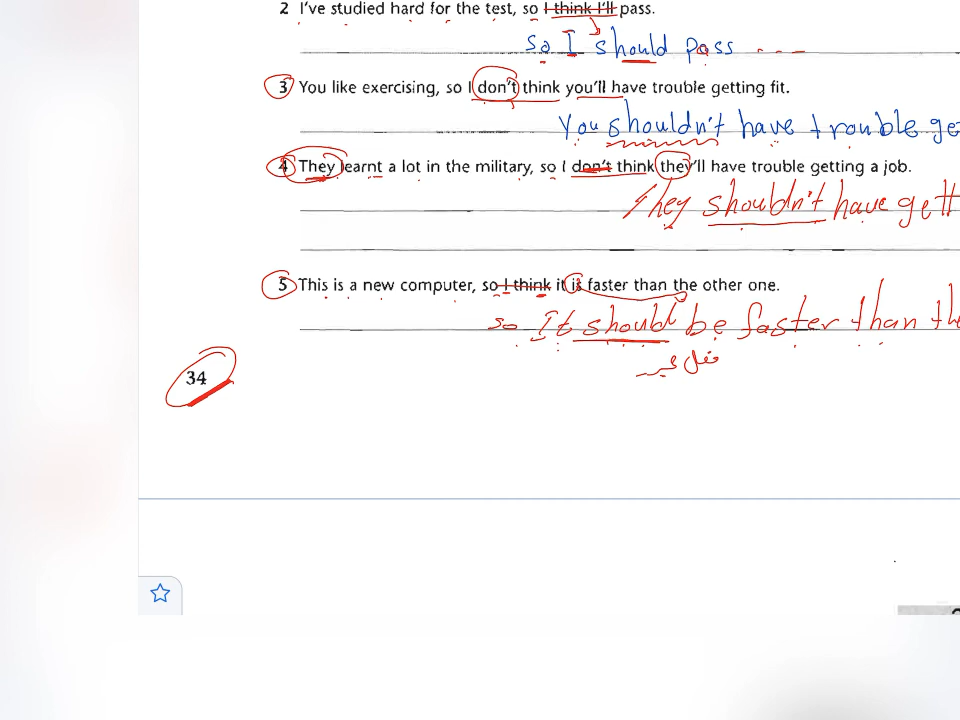 2 I've studied hard for the test, so I think I'll pass.
so I should pass ...
3 You like exercising, so I don't think you'll have trouble getting fit.
You shouldn't have trouble ge
4 They learnt a lot in the military, so I don't think they'll have trouble getting a job.
They shouldn't have gett
5 This is a new computer, so I think it is faster than the other one.
so It should be faster than th
34